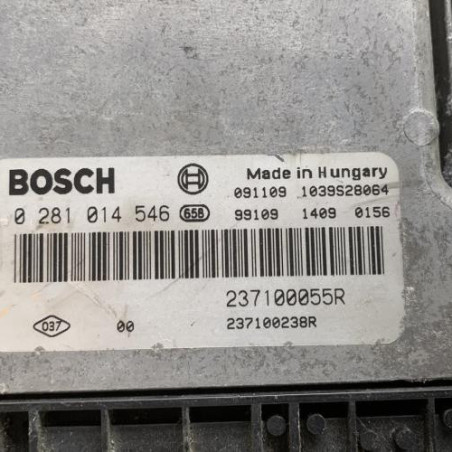 BOSCH
Made in Hungary
091109 1039S28064
0 281 014 546 658
99109 1409 0156
237100055R
037 00 237100238R